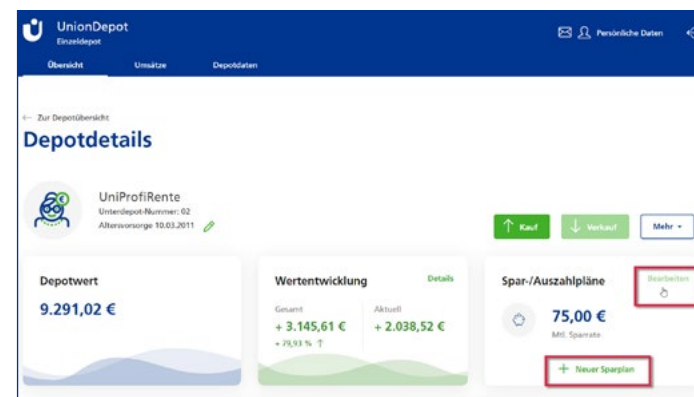 UnionDepot
Einzeldepot
Persönliche Daten
Übersicht Umsätze Depotdaten
← Zur Depotübersicht
Depotdetails
UniProfiRente
Unterdepot-Nummer: 02
Altersvorsorge 10.03.2011
↑ Kauf ↓ Verkauf Mehr
Depotwert
9.291,02 €
Wertentwicklung Details
Gesamt Aktuell
+ 3.145,61 € + 2.038,52 €
+ 79,93 % ↑
Spar-/Auszahlpläne Bearbeiten
75,00 €
Mtl. Sparrate
+ Neuer Sparplan